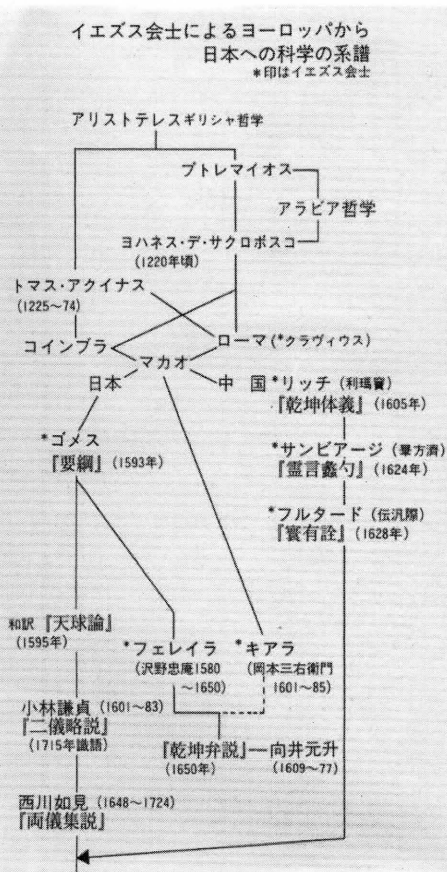 イエズス会士によるヨーロッパから
日本への科学の系譜
*印はイエズス会士
アリストテレスギリシャ哲学
プトレマイオス
アラビア哲学
ヨハネス・デ・サクロボスコ
(1220年頃)
トマス・アクイナス
(1225〜74)
コインブラ
ローマ(*クラヴィウス)
マカオ
日本
中国
*リッチ(利瑪竇)
『乾坤体義』(1605年)
*ゴメス
『要綱』(1593年)
*サンビアージ(畢方済)
『霊言蠡勺』(1624年)
*フルタード(伝汎際)
『寰有詮』(1628年)
和訳『天球論』
(1595年)
*フェレイラ
(沢野忠庵1580
〜1650)
*キアラ
(岡本三右衛門
1601〜85)
小林謙貞(1601〜83)
『二儀略説』
(1715年識語)
『乾坤弁説』―向井元升
(1650年)
(1609〜77)
西川如見(1648〜1724)
『両儀集説』